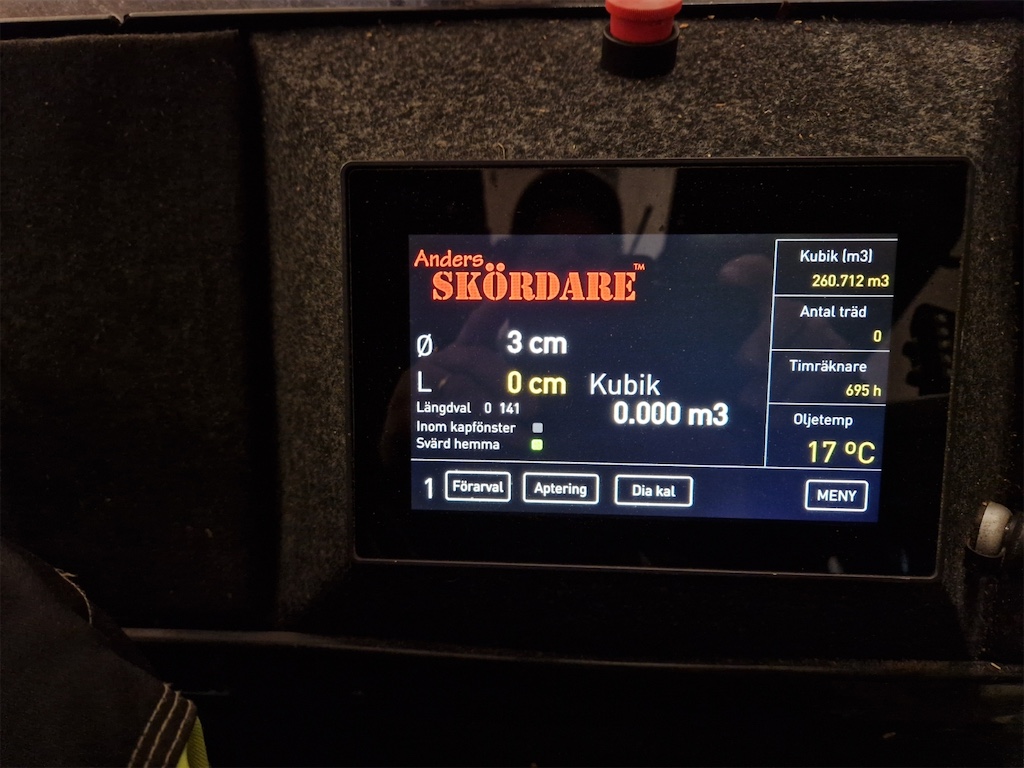 Anders
SKÖRDARE™
Ø 3 cm
L 0 cm
Kubik
0.000 m3
Längdval 0 141
Inom kapfönster
Svärd hemma
Kubik (m3)
260.712 m3
Antal träd
0
Timräknare
695 h
Oljetemp
17 ºC
1 Förarval Aptering Dia kal MENY